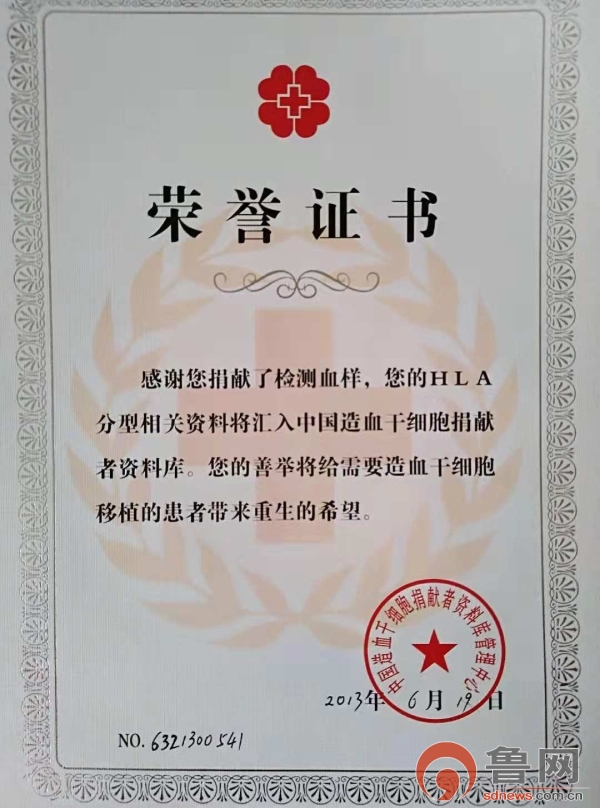 荣誉证书
感谢您捐献了检测血样，您的HLA
分型相关资料将汇入中国造血干细胞捐献
者资料库。您的善举将给需要造血干细胞
移植的患者带来重生的希望。
中国造血干细胞捐献者资料库管理中心
2013年6月19日
NO. 6321300541
鲁网
sdnews.com.cn